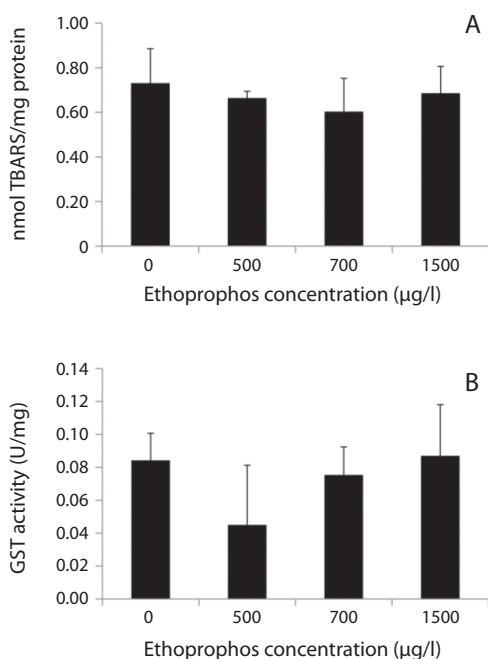 A
1.00
0.80
0.60
0.40
0.20
0
nmol TBARS/mg protein
0 500 700 1500
Ethoprophos concentration (µg/l)
B
0.14
0.12
0.10
0.08
0.06
0.04
0.02
0.00
GST activity (U/mg)
0 500 700 1500
Ethoprophos concentration (µg/l)